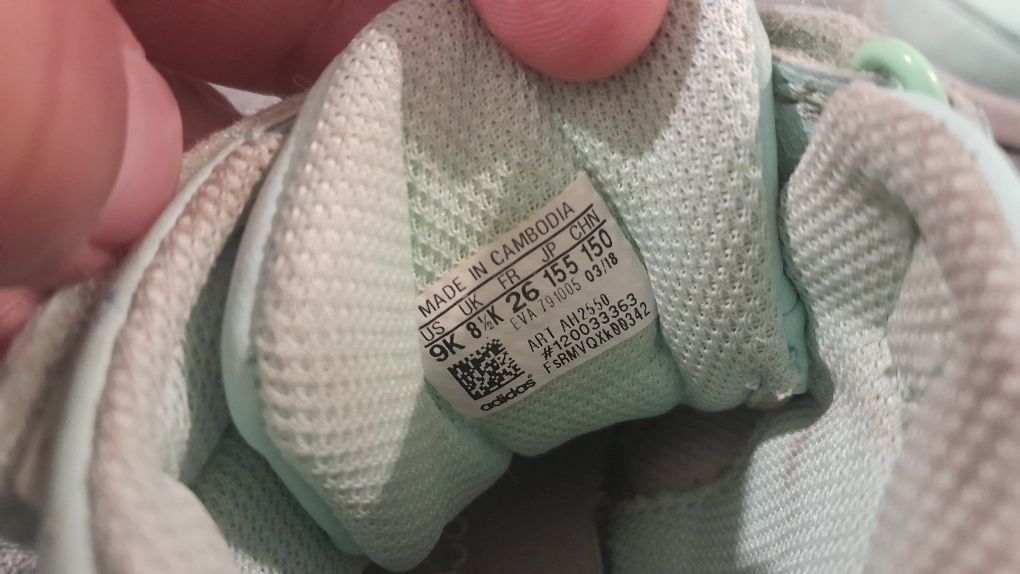 MADE IN CAMBODIA
US UK FR JP CHN
9K 8½K 26 155 150
EVA 791005 03/18
ART AH2550
#120033363
FSRMVQXk00342
adidas